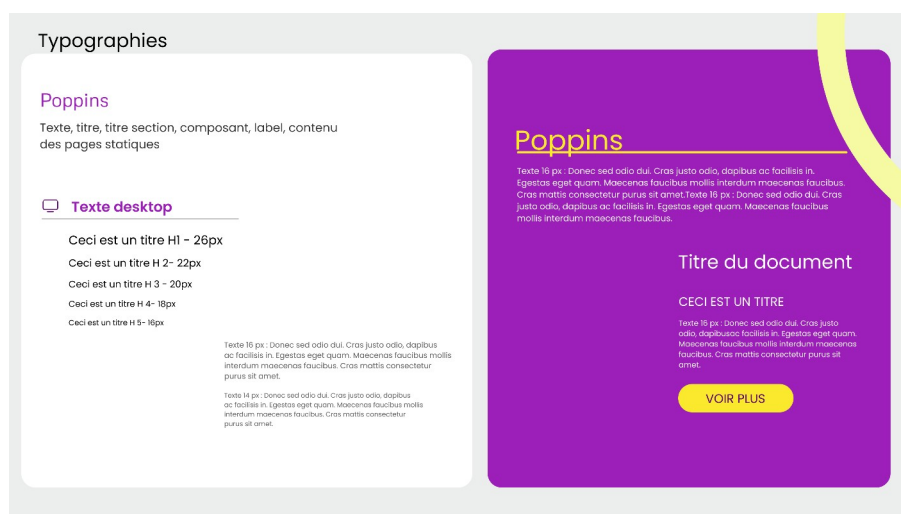 Typographies
Poppins
Texte, titre, titre section, composant, label, contenu
des pages statiques
Texte desktop
Ceci est un titre H1 - 26px
Ceci est un titre H 2- 22px
Ceci est un titre H 3 - 20px
Ceci est un titre H 4- 18px
Ceci est un titre H 5- 16px
Texte 16 px : Donec sed odio dui. Cras justo odio, dapibus
ac facilisis in. Egestas eget quam. Maecenas faucibus mollis
interdum maecenas faucibus. Cras mattis consectetur
purus sit amet.
Texte 14 px : Donec sed odio dui. Cras justo odio, dapibus
ac facilisis in. Egestas eget quam. Maecenas faucibus mollis
interdum maecenas faucibus. Cras mattis consectetur
purus sit amet.
Poppins
Texte 16 px : Donec sed odio dui. Cras justo odio, dapibus ac facilisis in.
Egestas eget quam. Maecenas faucibus mollis interdum maecenas faucibus.
Cras mattis consectetur purus sit amet.Texte 16 px : Donec sed odio dui. Cras
justo odio, dapibus ac facilisis in. Egestas eget quam. Maecenas faucibus
mollis interdum maecenas faucibus.
Titre du document
CECI EST UN TITRE
Texte 16 px : Donec sed odio dui. Cras justo
odio, dapibusac facilisis in. Egestas eget quam.
Maecenas faucibus mollis interdum maecenas
faucibus. Cras mattis consectetur purus sit
amet.
VOIR PLUS